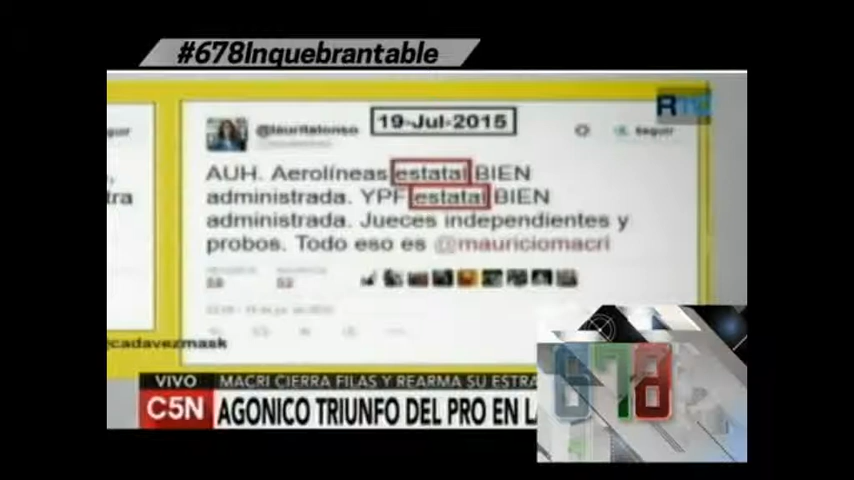 #678Inquebrantable
@lauritalonso 19-Jul-2015 Seguir
AUH. Aerolíneas estatal BIEN
administrada. YPF estatal BIEN
administrada. Jueces independientes y
probos. Todo eso es @mauriciomacri
@cadavezmask
VIVO MACRI CIERRA FILAS Y REARMA SU ESTRA
C5N AGONICO TRIUNFO DEL PRO EN LA
678